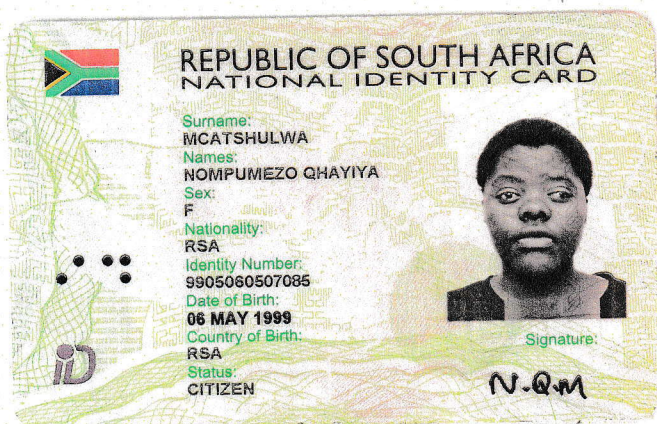 REPUBLIC OF SOUTH AFRICA
NATIONAL IDENTITY CARD
Surname:
MCATSHULWA
Names:
NOMPUMEZO QHAYIYA
Sex:
F
Nationality:
RSA
Identity Number:
9905060507085
Date of Birth:
06 MAY 1999
Country of Birth:
RSA
Status:
CITIZEN
Signature:
N.Q.M
iD